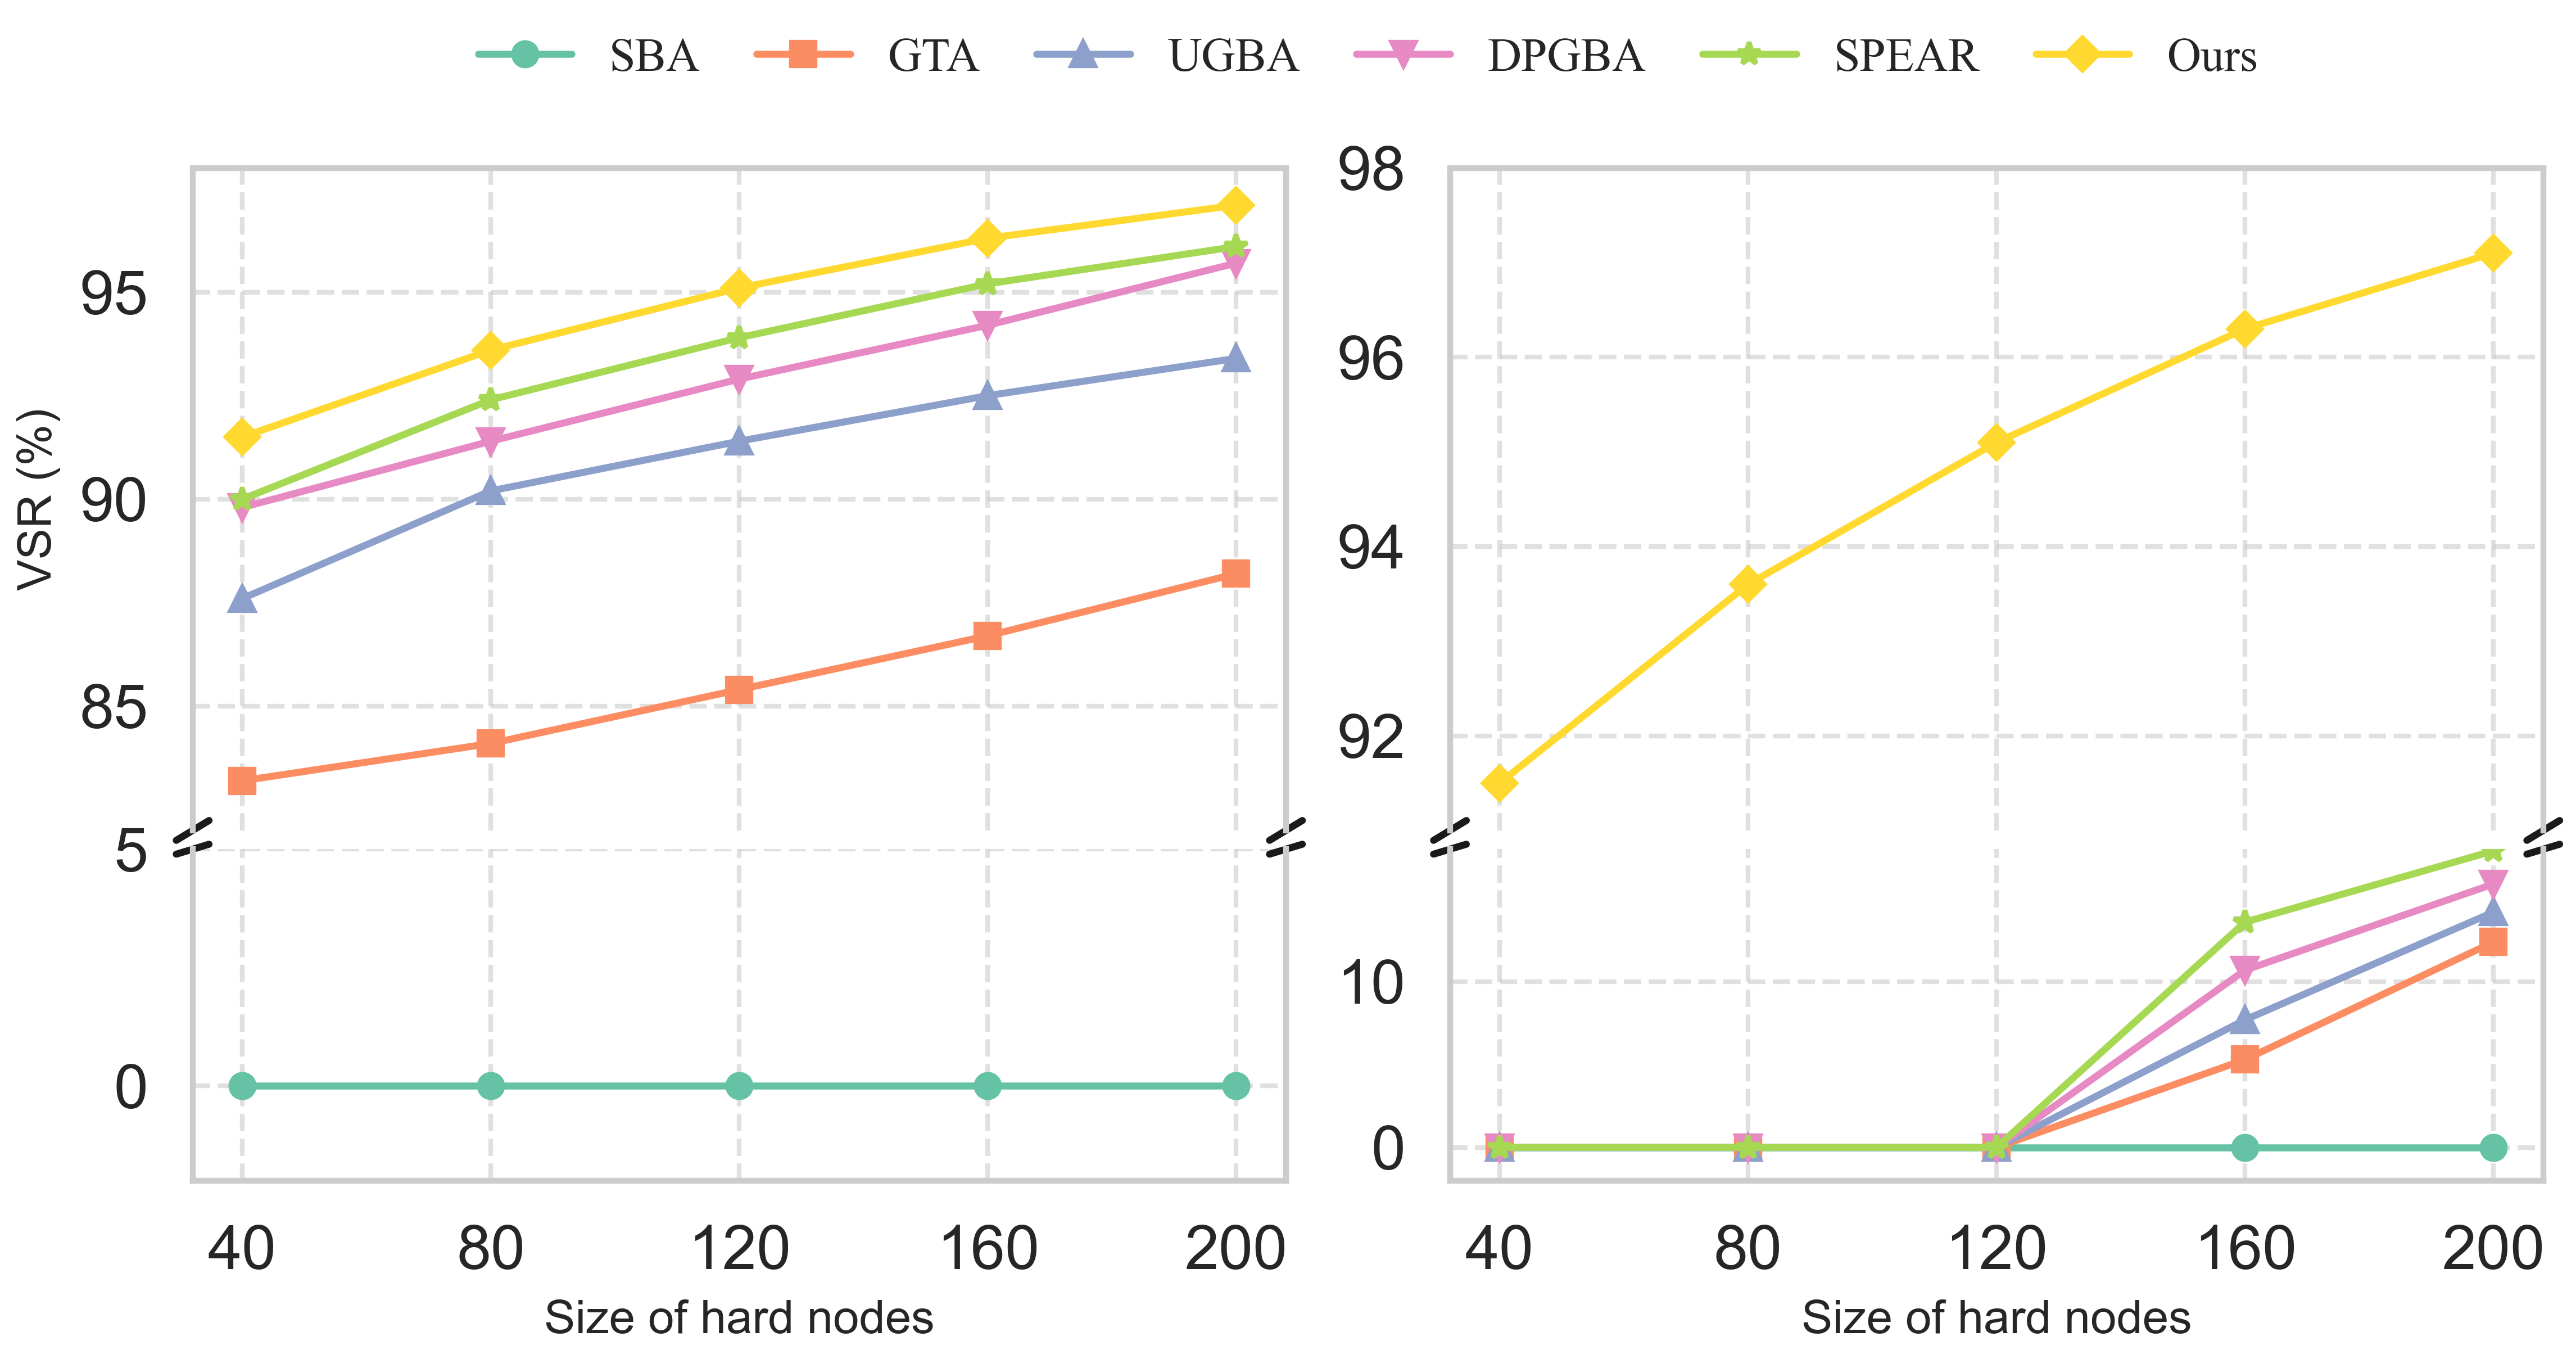 SBA GTA UGBA DPGBA SPEAR Ours
VSR (%)
95
90
85
5
0
40 80 120 160 200
Size of hard nodes
98
96
94
92
10
0
40 80 120 160 200
Size of hard nodes